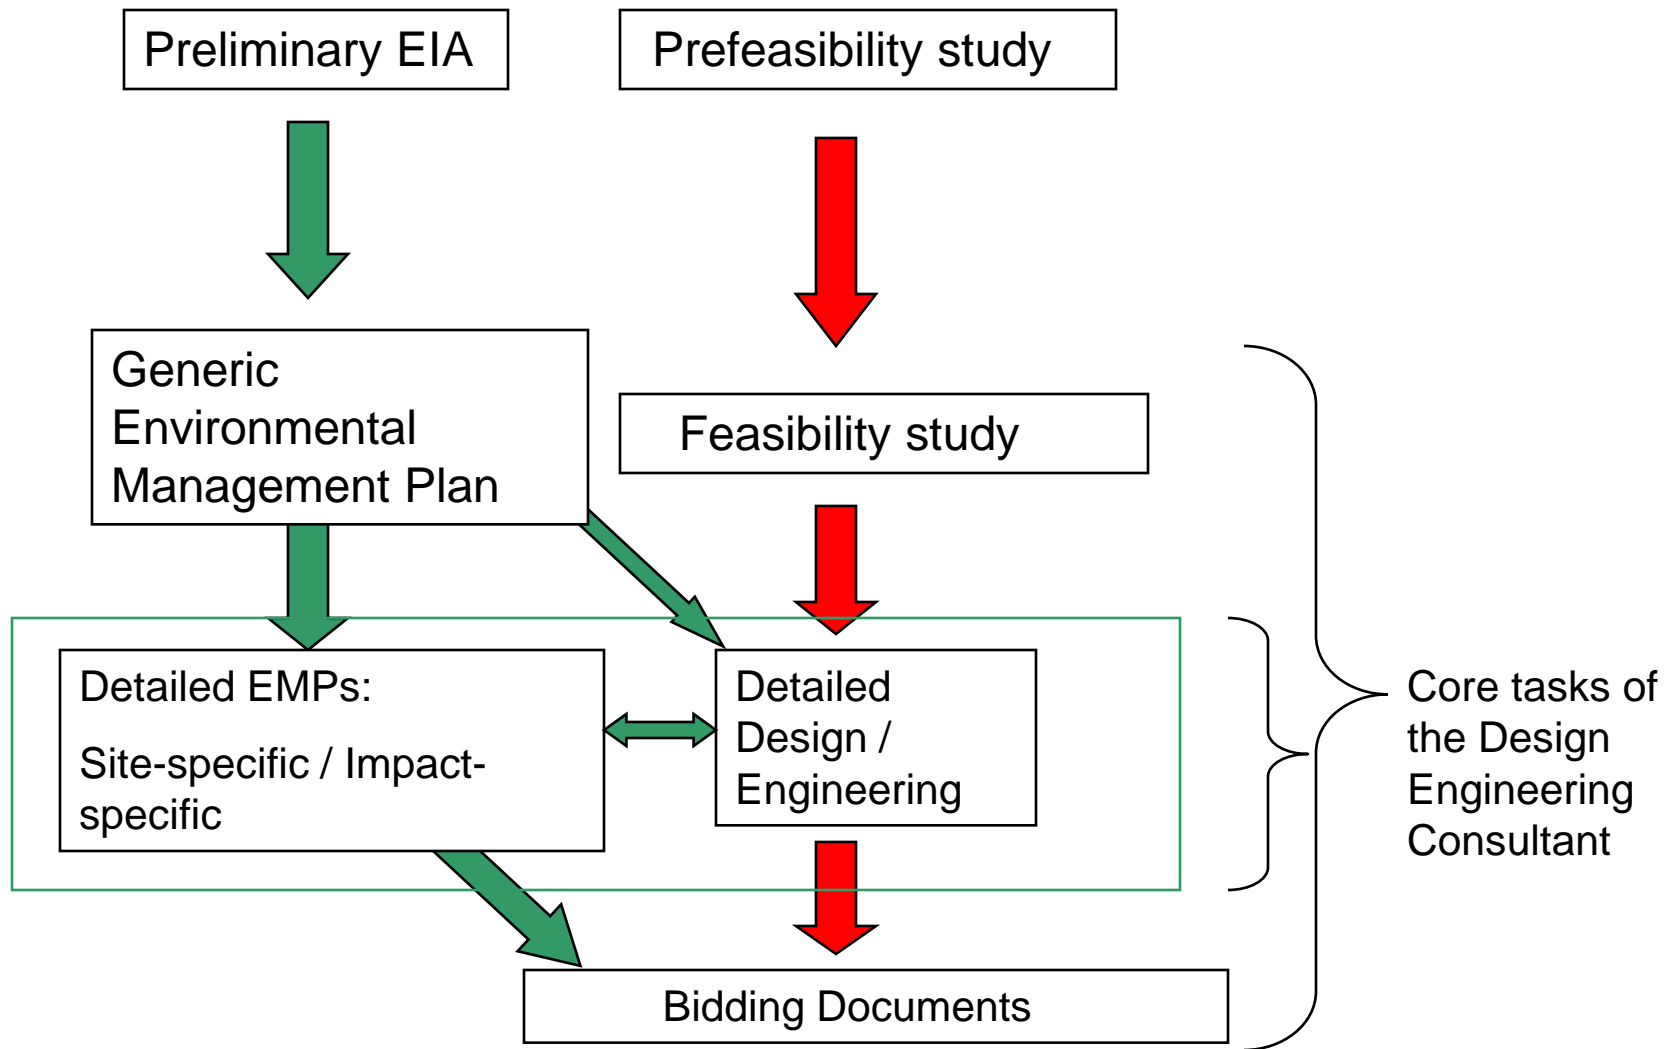 Preliminary EIA
Prefeasibility study
Generic
Environmental
Management Plan
Feasibility study
Detailed EMPs:
Site-specific / Impact-
specific
Detailed
Design /
Engineering
Core tasks of
the Design
Engineering
Consultant
Bidding Documents